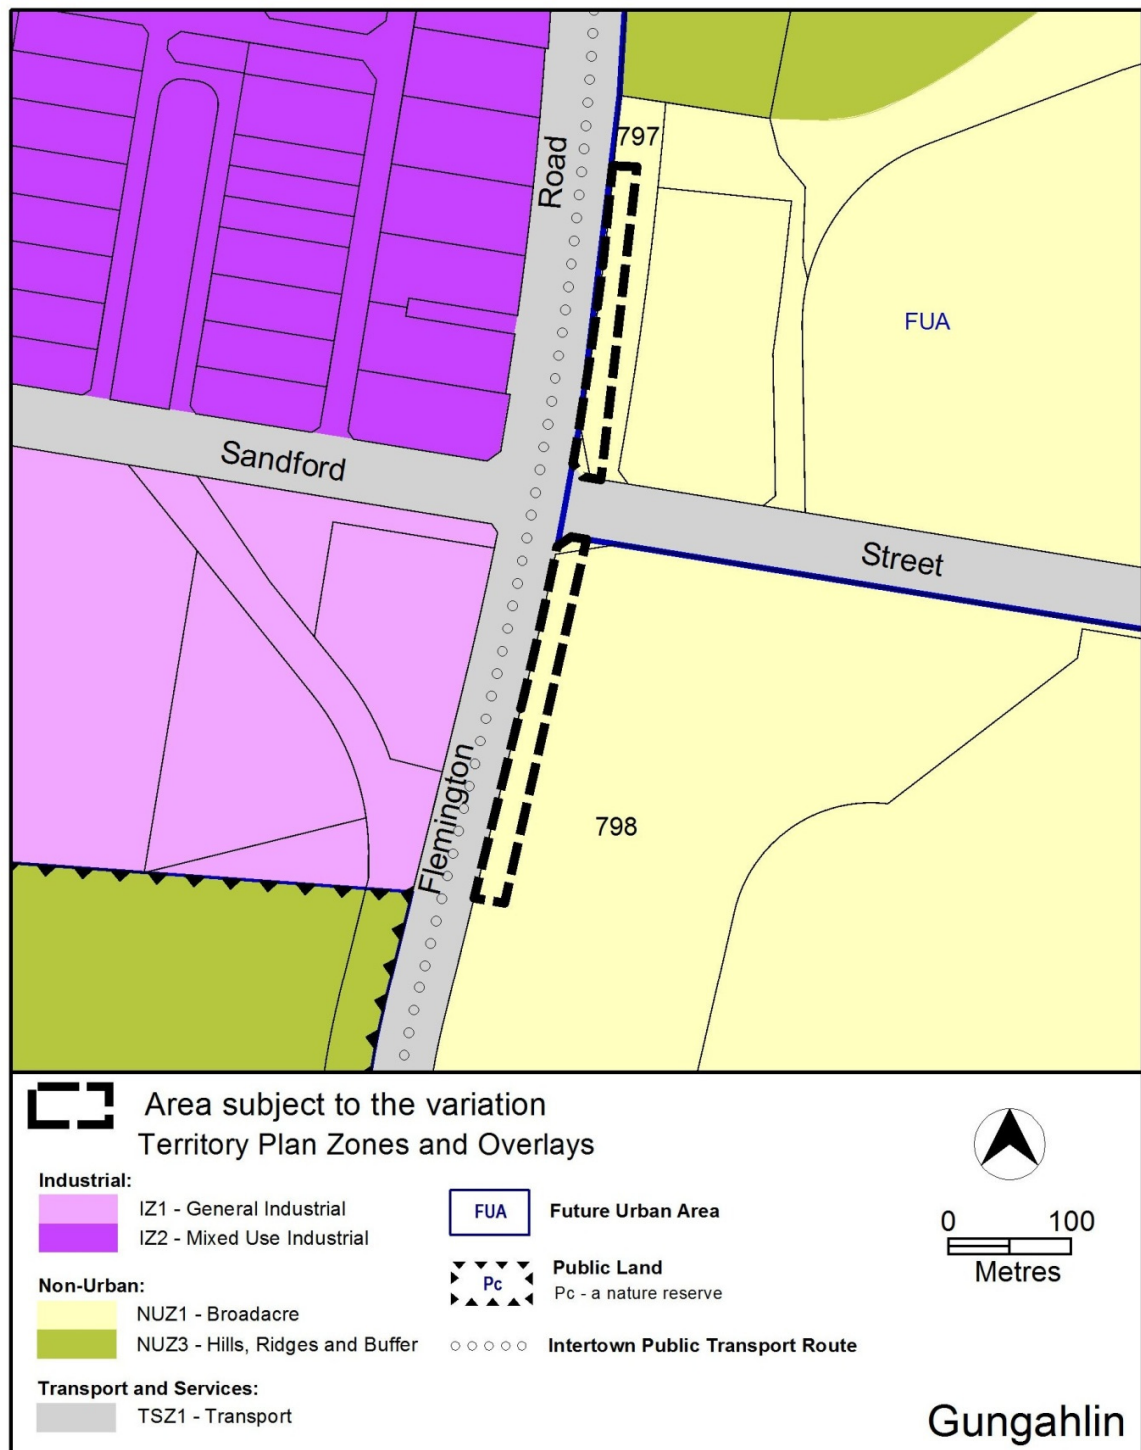 797
Road
FUA
Sandford
Street
Flemington
798
Area subject to the variation
Territory Plan Zones and Overlays
Industrial:
IZ1 - General Industrial
IZ2 - Mixed Use Industrial
Non-Urban:
NUZ1 - Broadacre
NUZ3 - Hills, Ridges and Buffer
Transport and Services:
TSZ1 - Transport
FUA Future Urban Area
Public Land
Pc Pc - a nature reserve
Intertown Public Transport Route
0 100
Metres
Gungahlin